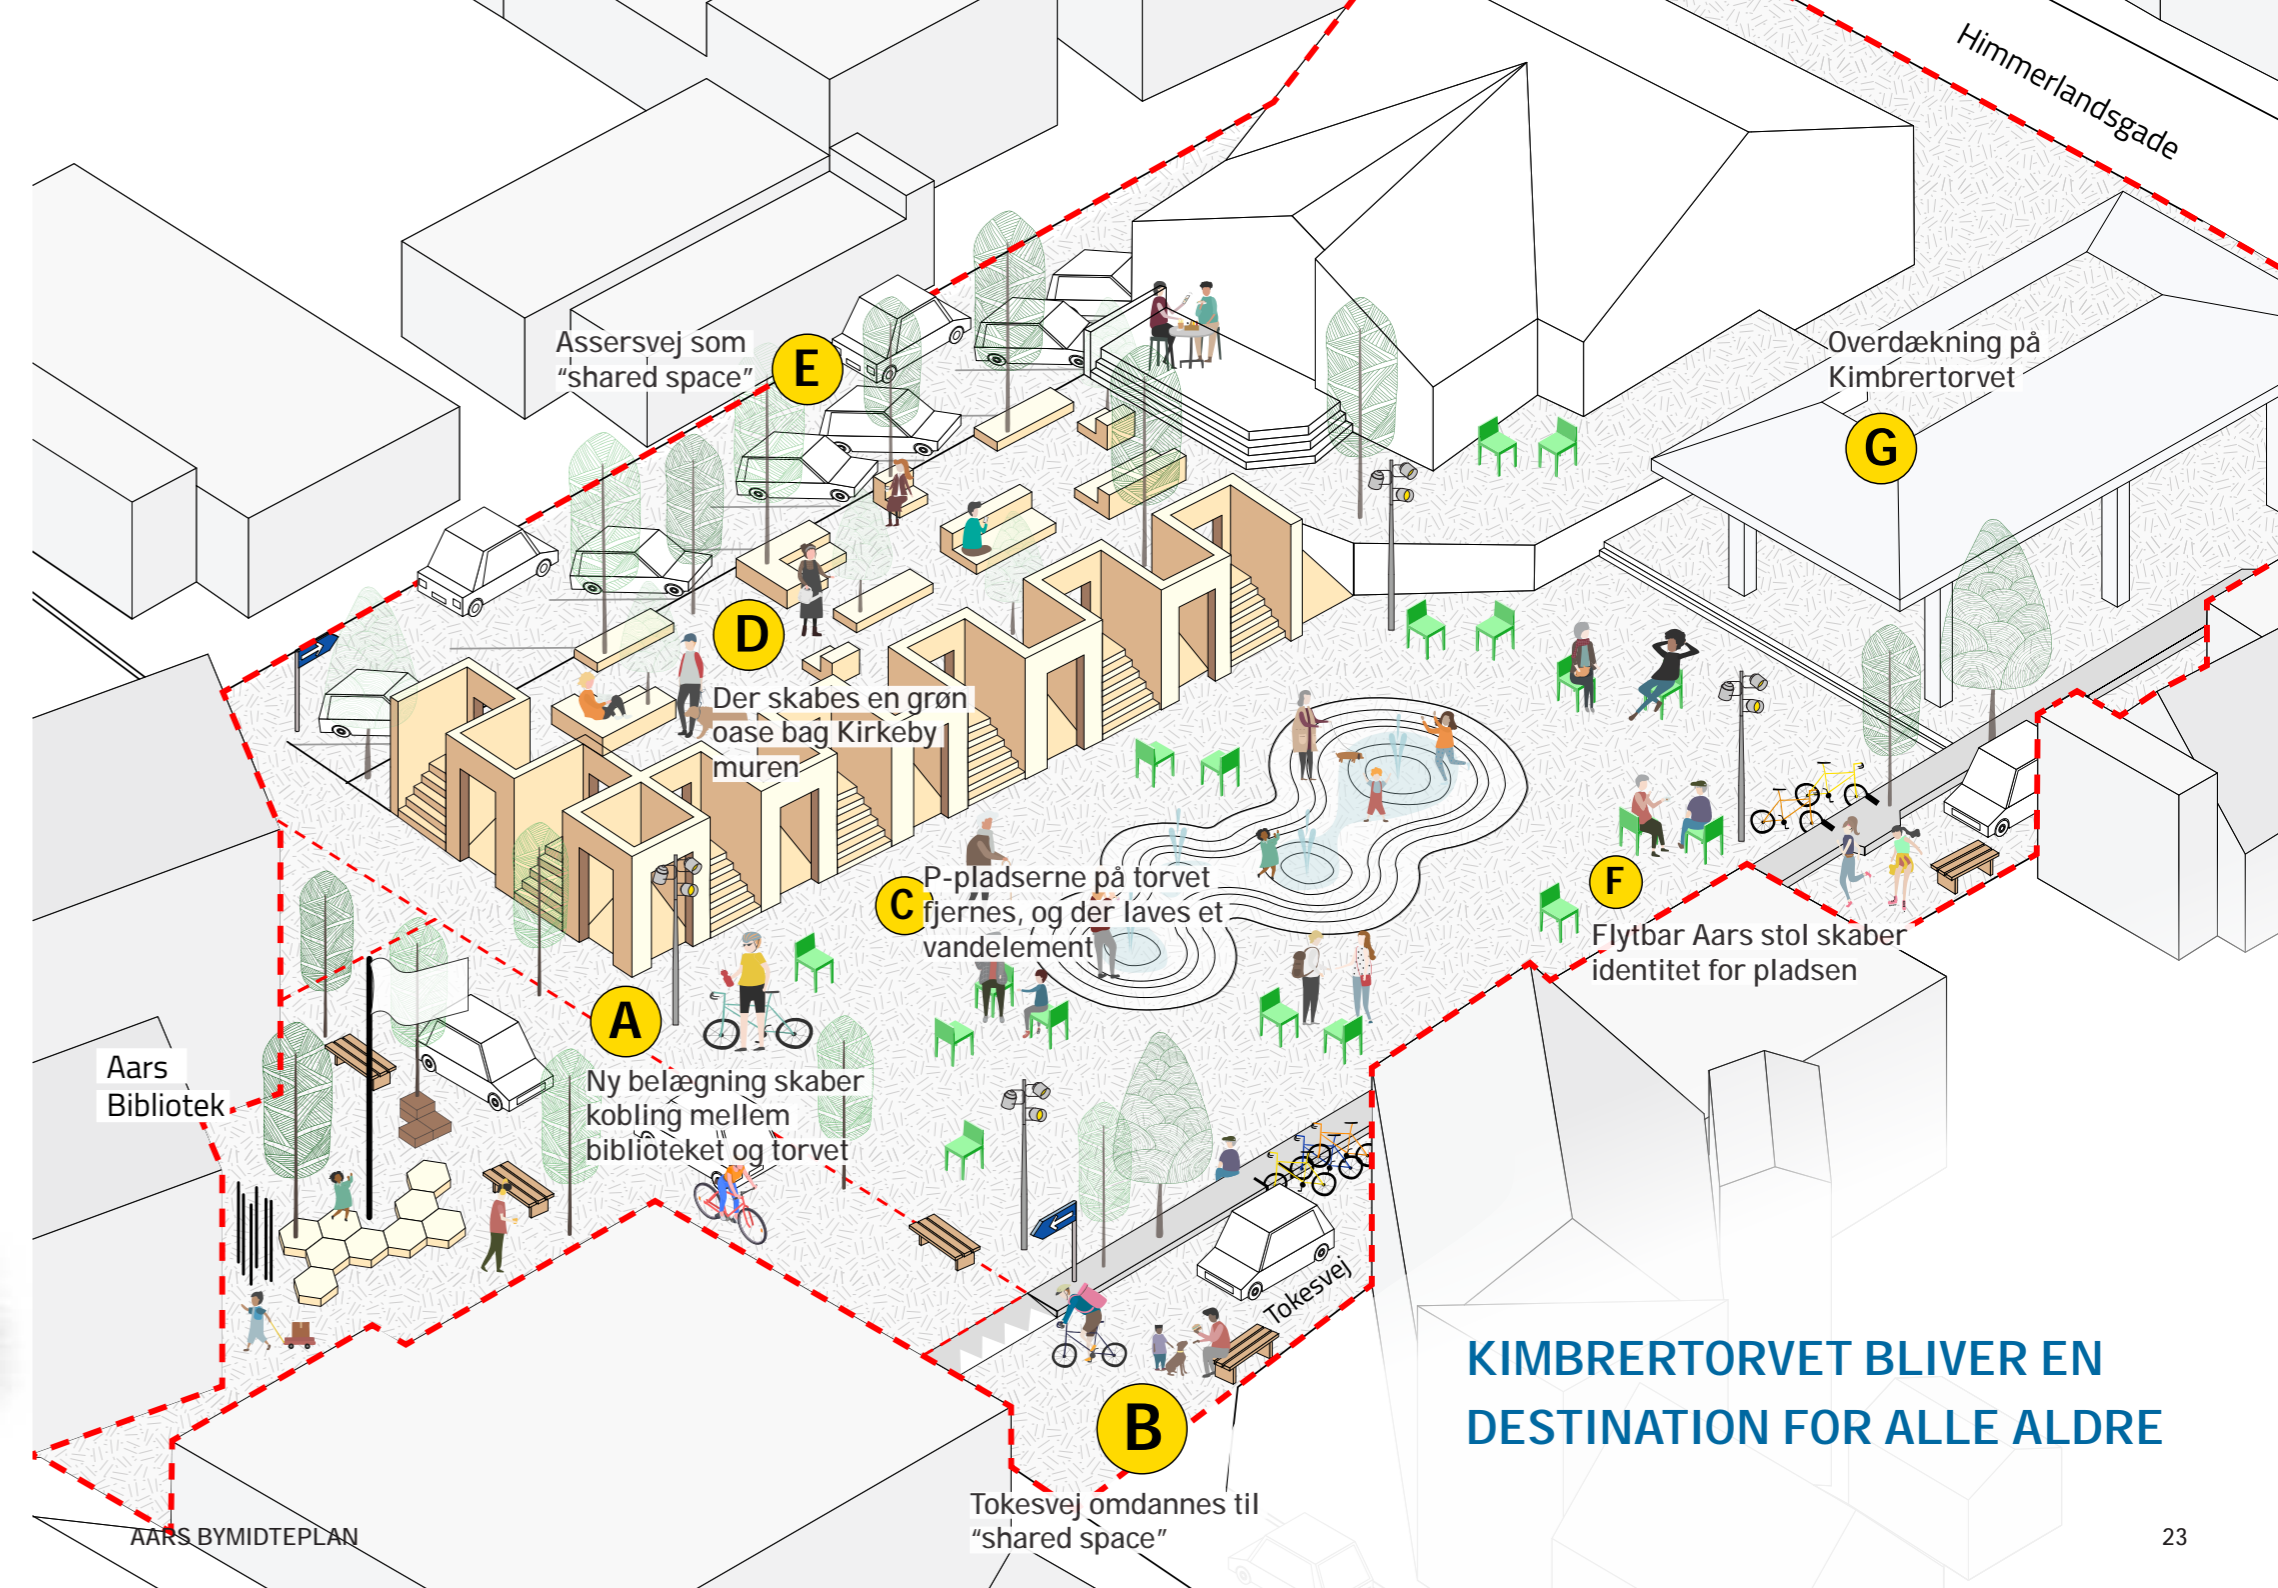 Himmerlandsgade
Assersvej som
“shared space”
E
Overdækning på
Kimbrertorvet
G
D
Der skabes en grøn
oase bag Kirkeby
muren
C
P-pladserne på torvet
fjernes, og der laves et
vandelement
F
Flytbar Aars stol skaber
identitet for pladsen
A
Ny belægning skaber
kobling mellem
biblioteket og torvet
Aars
Bibliotek
Tokesvej
B
Tokesvej omdannes til
“shared space”
KIMBRERTORVET BLIVER EN
DESTINATION FOR ALLE ALDRE
AARS BYMIDTEPLAN
23